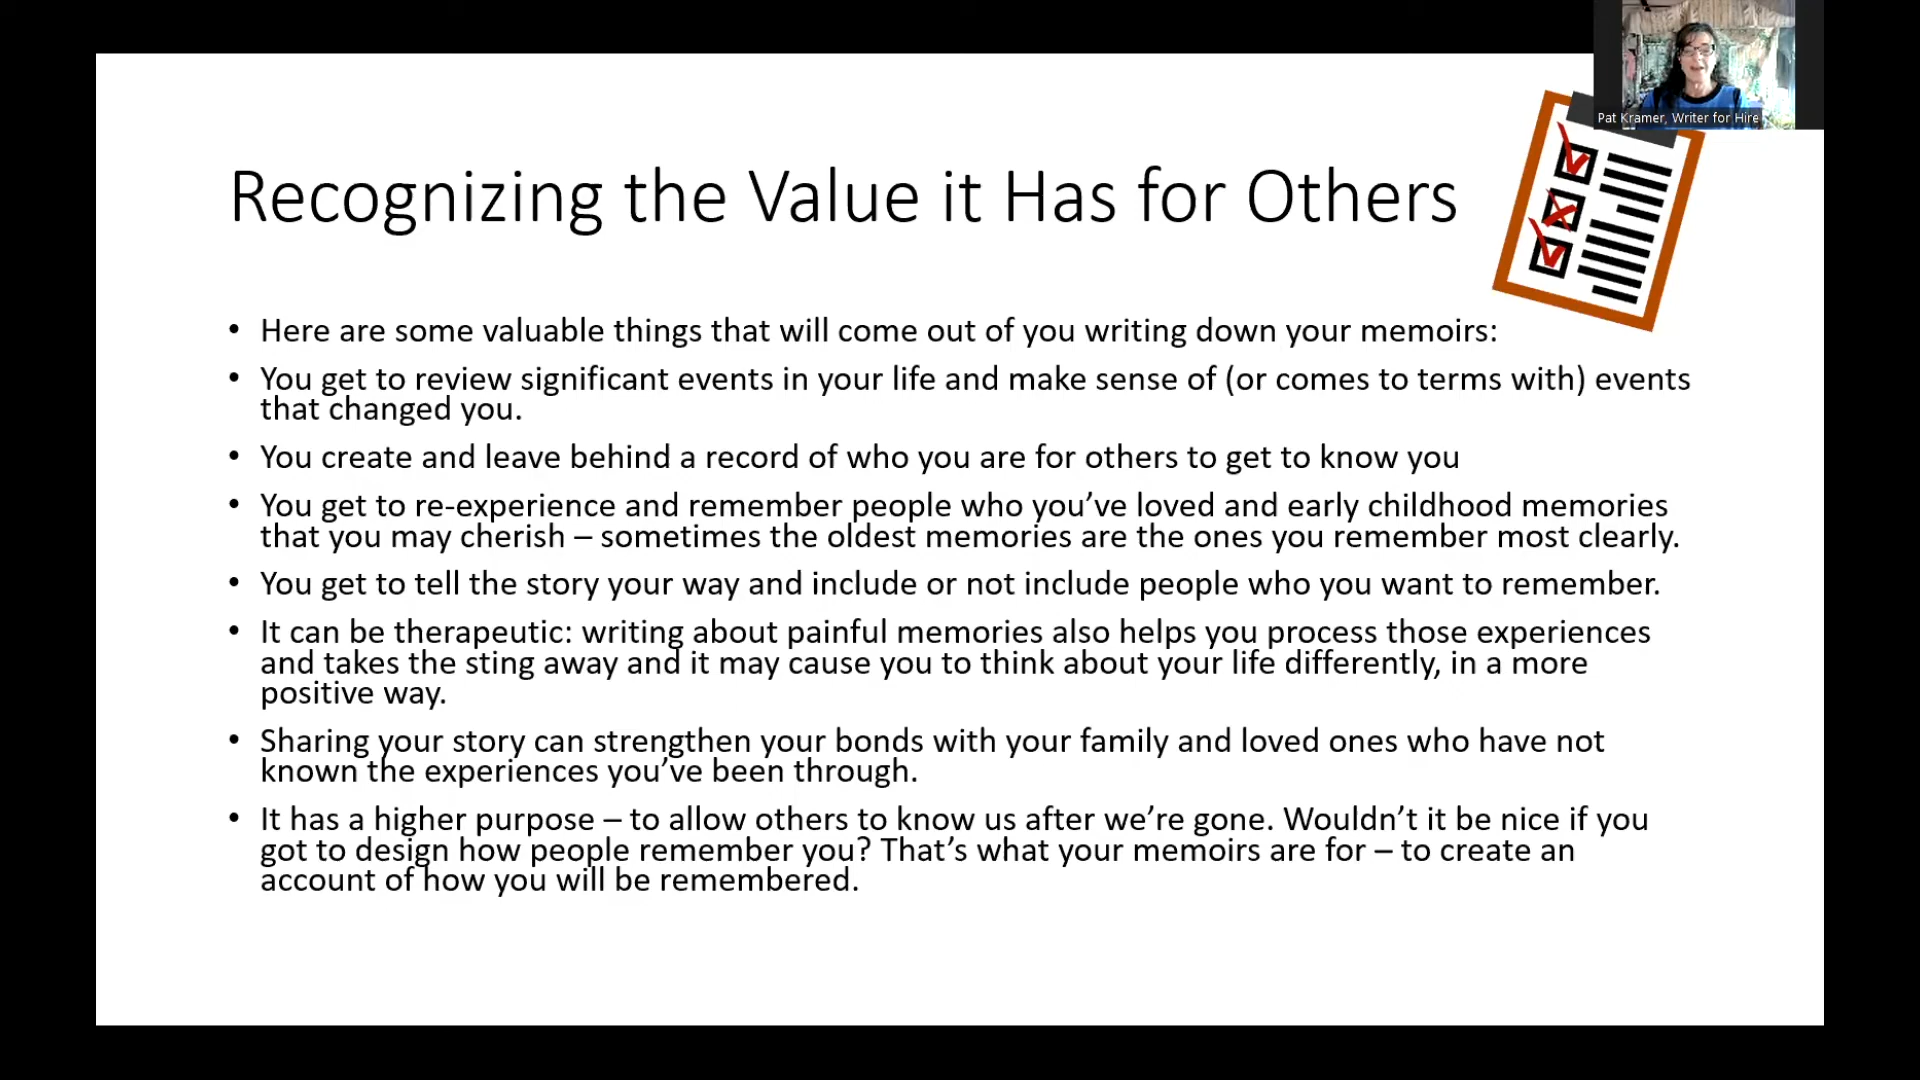 Pat Kramer, Writer for Hire
Recognizing the Value it Has for Others
• Here are some valuable things that will come out of you writing down your memoirs:
• You get to review significant events in your life and make sense of (or comes to terms with) events
that changed you.
• You create and leave behind a record of who you are for others to get to know you
• You get to re-experience and remember people who you’ve loved and early childhood memories
that you may cherish – sometimes the oldest memories are the ones you remember most clearly.
• You get to tell the story your way and include or not include people who you want to remember.
• It can be therapeutic: writing about painful memories also helps you process those experiences
and takes the sting away and it may cause you to think about your life differently, in a more
positive way.
• Sharing your story can strengthen your bonds with your family and loved ones who have not
known the experiences you’ve been through.
• It has a higher purpose – to allow others to know us after we’re gone. Wouldn’t it be nice if you
got to design how people remember you? That’s what your memoirs are for – to create an
account of how you will be remembered.